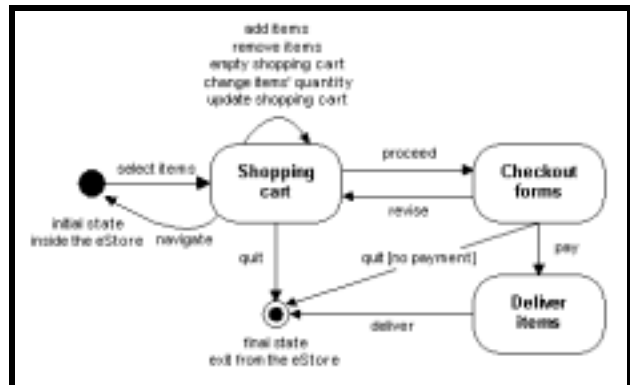 add items
remove items
empty shopping cart
change items' quantity
update shopping cart
select items
Shopping
cart
proceed
Checkout
forms
revise
initial state
inside the eStore
navigate
quit
quit [no payment]
pay
Deliver
items
deliver
final state
exit from the eStore